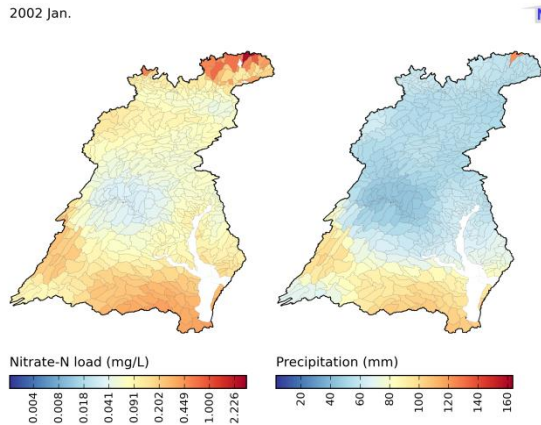 2002 Jan.
Nitrate-N load (mg/L)
0.004 0.008 0.018 0.041 0.091 0.202 0.449 1.000 2.226
Precipitation (mm)
20 40 60 80 100 120 140 160